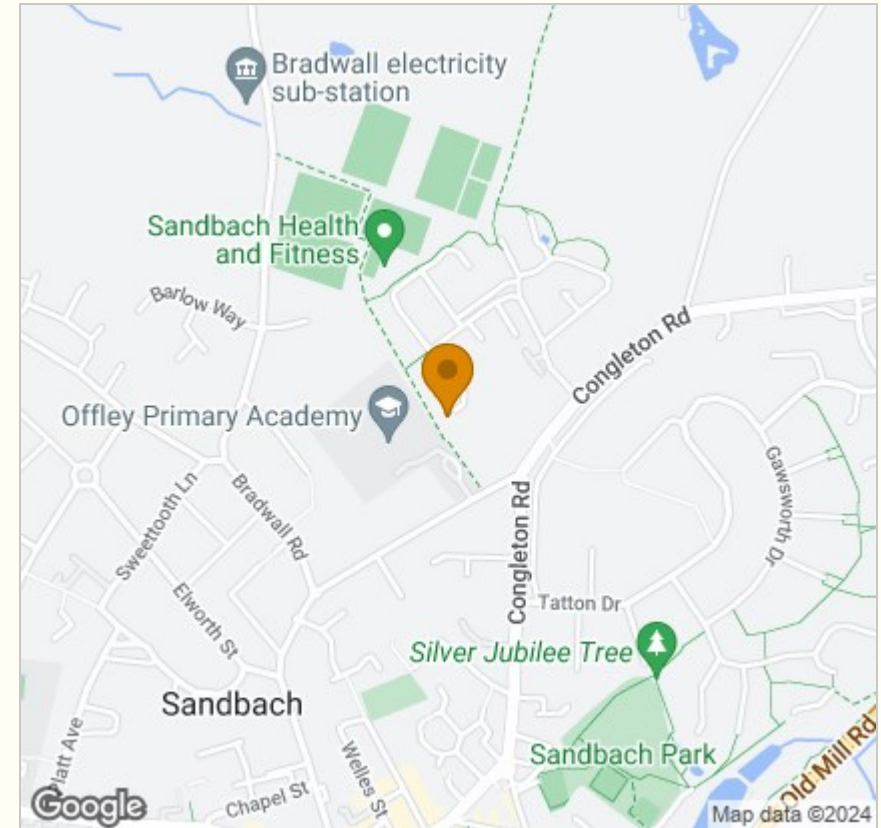 Bradwall electricity
sub-station
Sandbach Health
and Fitness
Barlow Way
Congleton Rd
Offley Primary Academy
Sweettooth Ln
Bradwall Rd
Gawsworth Dr
Congleton Rd
Elworth St
Tatton Dr
Silver Jubilee Tree
Sandbach
Platt Ave
Welles St
Sandbach Park
Old Mill Rd
Chapel St
Google
Map data ©2024